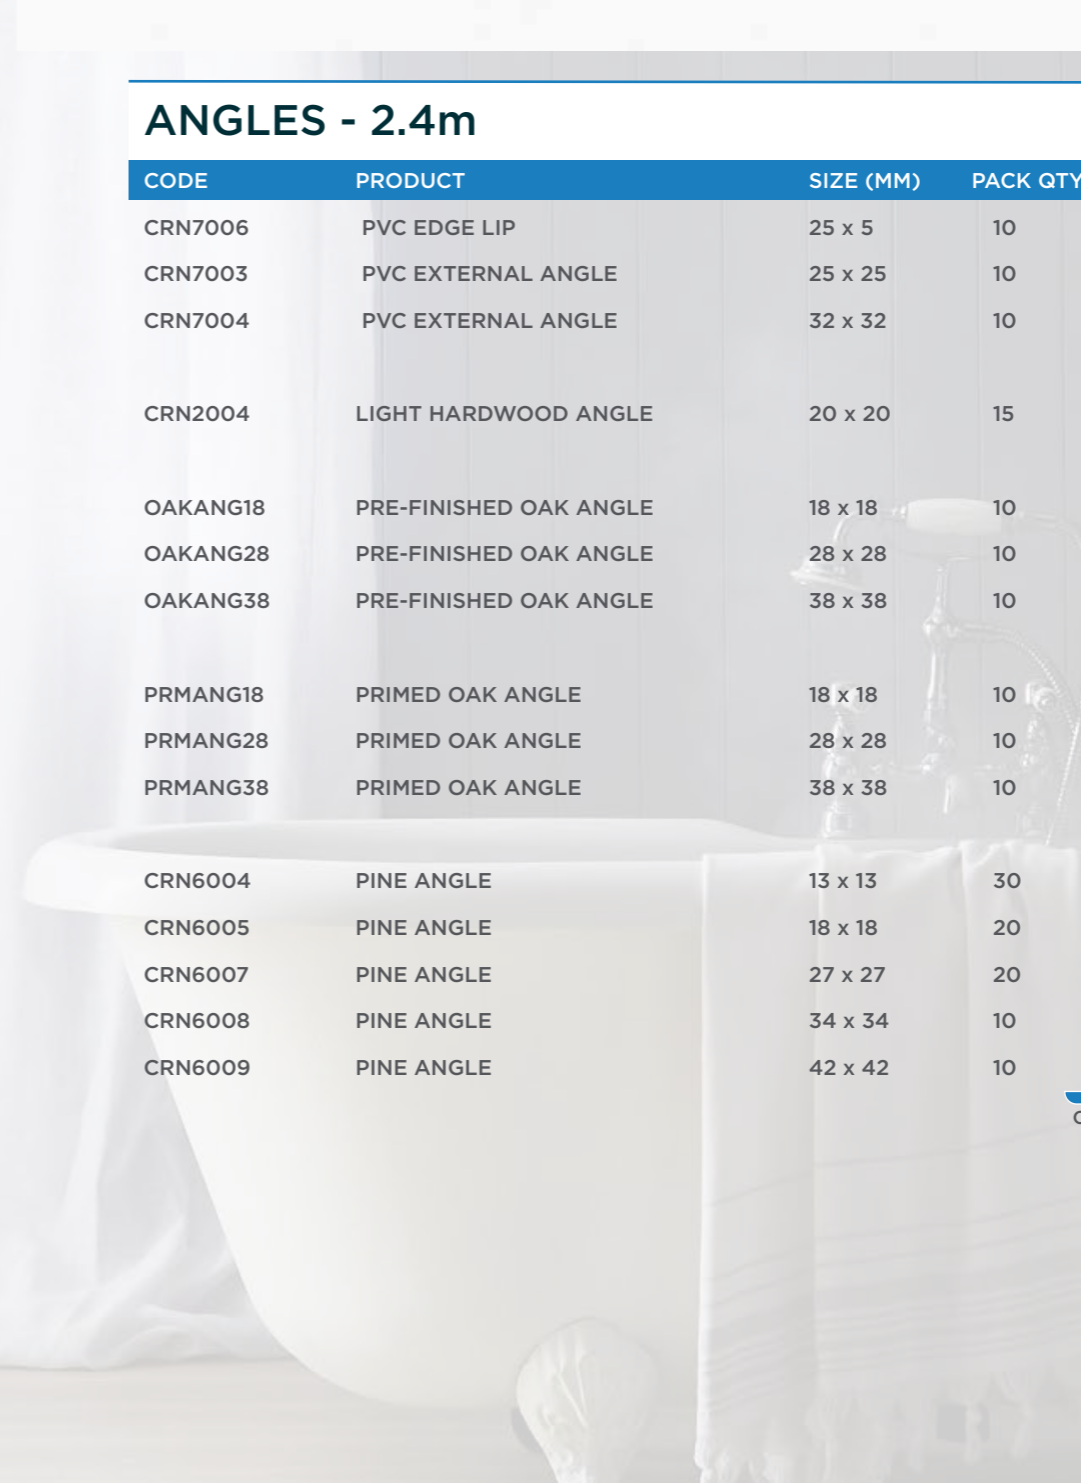 ANGLES - 2.4m
CODE PRODUCT SIZE (MM) PACK QTY
CRN7006 PVC EDGE LIP 25 x 5 10
CRN7003 PVC EXTERNAL ANGLE 25 x 25 10
CRN7004 PVC EXTERNAL ANGLE 32 x 32 10
CRN2004 LIGHT HARDWOOD ANGLE 20 x 20 15
OAKANG18 PRE-FINISHED OAK ANGLE 18 x 18 10
OAKANG28 PRE-FINISHED OAK ANGLE 28 x 28 10
OAKANG38 PRE-FINISHED OAK ANGLE 38 x 38 10
PRMANG18 PRIMED OAK ANGLE 18 x 18 10
PRMANG28 PRIMED OAK ANGLE 28 x 28 10
PRMANG38 PRIMED OAK ANGLE 38 x 38 10
CRN6004 PINE ANGLE 13 x 13 30
CRN6005 PINE ANGLE 18 x 18 20
CRN6007 PINE ANGLE 27 x 27 20
CRN6008 PINE ANGLE 34 x 34 10
CRN6009 PINE ANGLE 42 x 42 10